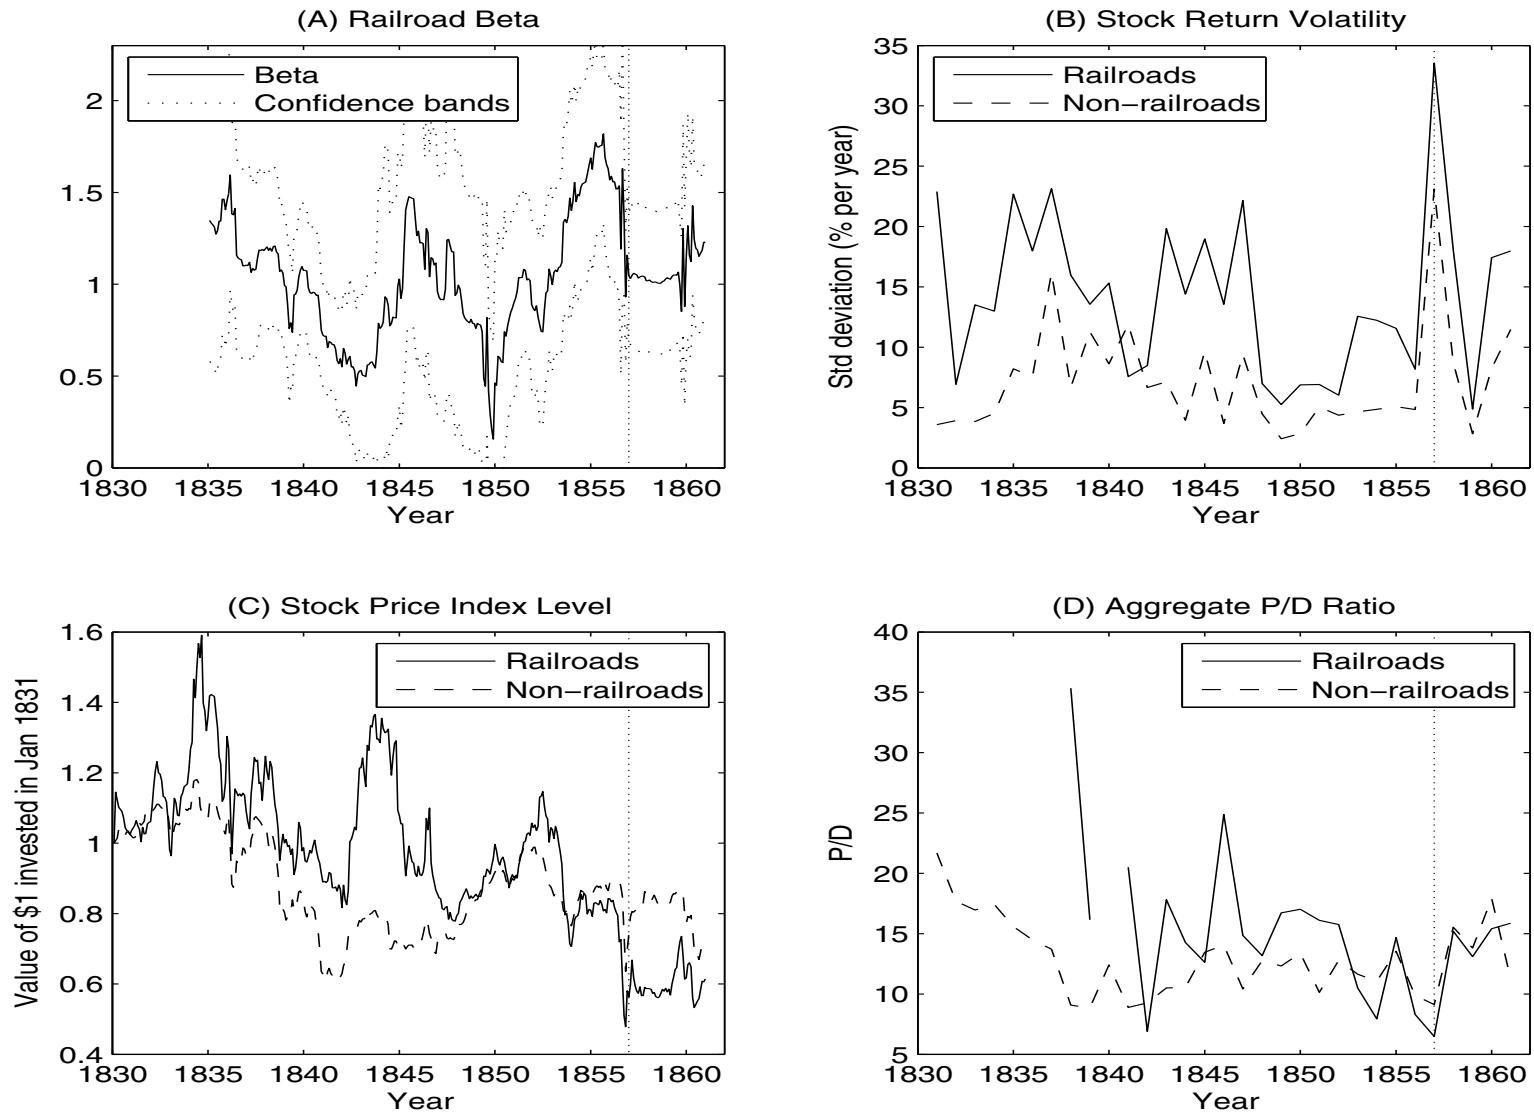 (A) Railroad Beta
Beta
Confidence bands
2
1.5
1
0.5
0
1830 1835 1840 1845 1850 1855 1860
Year
(B) Stock Return Volatility
Railroads
Non−railroads
Std deviation (% per year)
35
30
25
20
15
10
5
0
1830 1835 1840 1845 1850 1855 1860
Year
(C) Stock Price Index Level
Railroads
Non−railroads
Value of $1 invested in Jan 1831
1.6
1.4
1.2
1
0.8
0.6
0.4
1830 1835 1840 1845 1850 1855 1860
Year
(D) Aggregate P/D Ratio
Railroads
Non−railroads
P/D
40
35
30
25
20
15
10
5
1830 1835 1840 1845 1850 1855 1860
Year